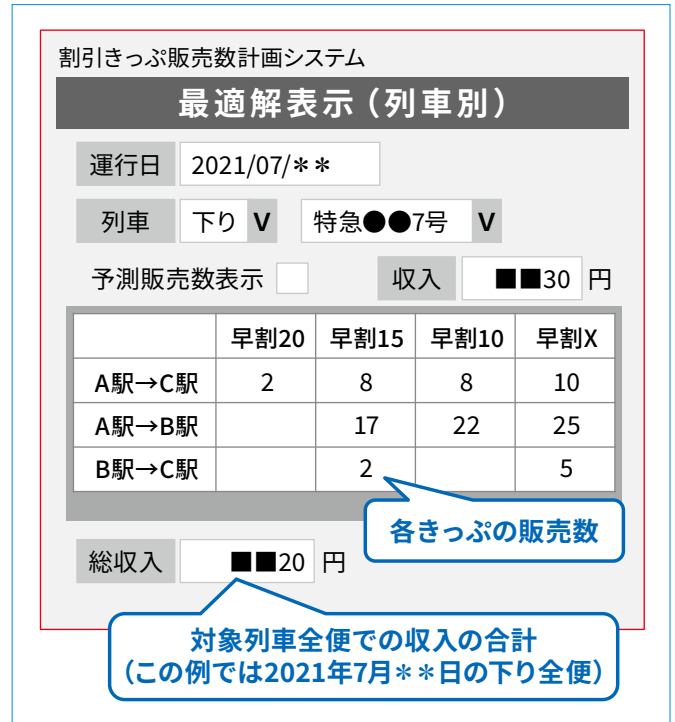 割引きっぷ販売数計画システム
最適解表示（列車別）
運行日 2021/07/＊＊
列車 下り V 特急●●7号 V
予測販売数表示 収入 ■■30 円
早割20 早割15 早割10 早割X
A駅→C駅 2 8 8 10
A駅→B駅 17 22 25
B駅→C駅 2 5
各きっぷの販売数
総収入 ■■20 円
対象列車全便での収入の合計
（この例では2021年7月＊＊日の下り全便）